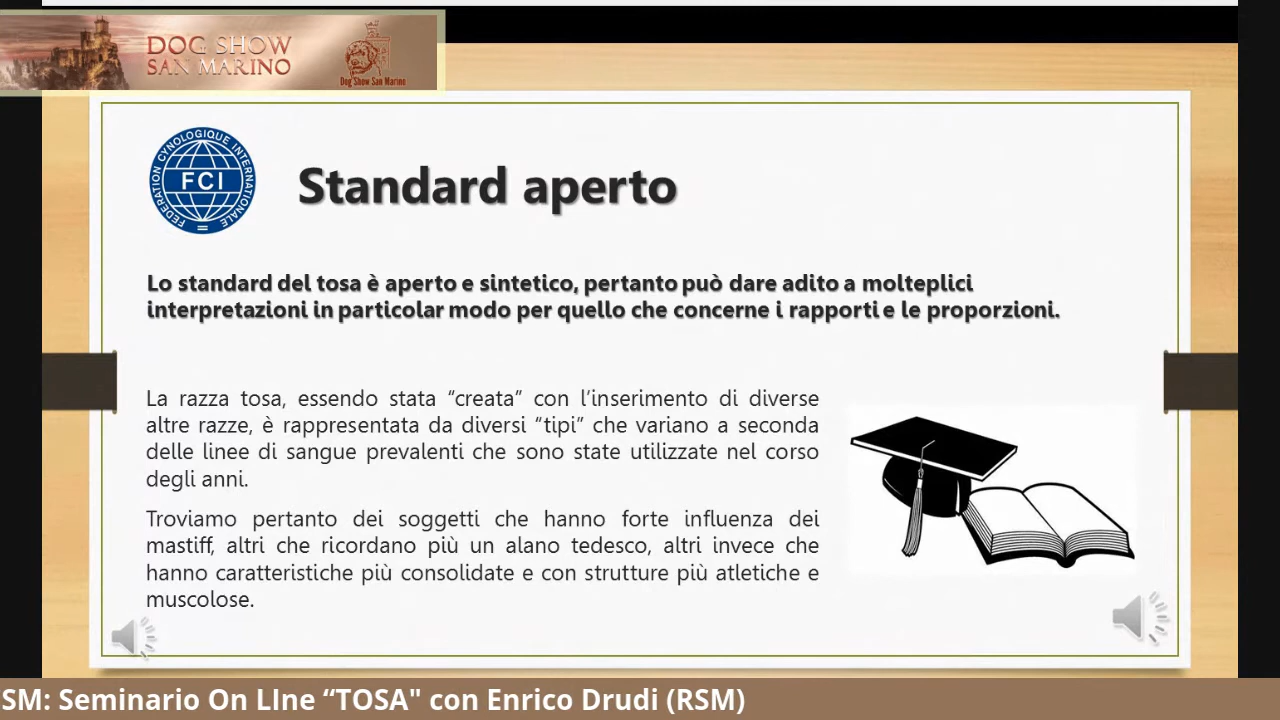 DOG SHOW
SAN MARINO
Dog Show San Marino
FEDERATION CYNOLOGIQUE INTERNATIONALE
FCI
Standard aperto
Lo standard del tosa è aperto e sintetico, pertanto può dare adito a molteplici
interpretazioni in particolar modo per quello che concerne i rapporti e le proporzioni.
La razza tosa, essendo stata “creata” con l’inserimento di diverse
altre razze, è rappresentata da diversi “tipi” che variano a seconda
delle linee di sangue prevalenti che sono state utilizzate nel corso
degli anni.
Troviamo pertanto dei soggetti che hanno forte influenza dei
mastiff, altri che ricordano più un alano tedesco, altri invece che
hanno caratteristiche più consolidate e con strutture più atletiche e
muscolose.
SM: Seminario On LIne “TOSA" con Enrico Drudi (RSM)